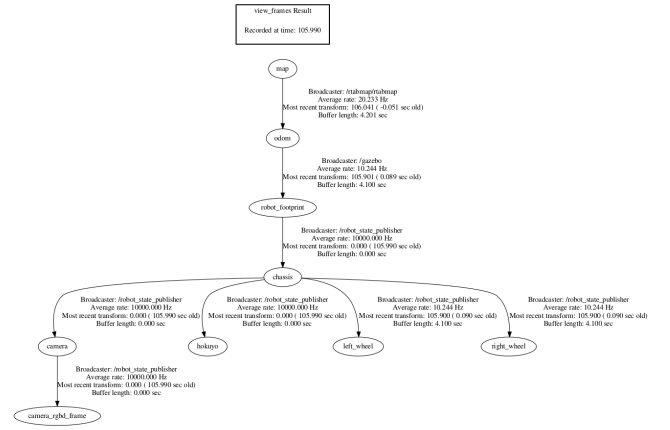 view_frames Result
Recorded at time: 105.990
map
Broadcaster: /rtabmap/rtabmap
Average rate: 20.233 Hz
Most recent transform: 106.041 ( -0.051 sec old)
Buffer length: 4.201 sec
odom
Broadcaster: /gazebo
Average rate: 10.244 Hz
Most recent transform: 105.901 ( 0.089 sec old)
Buffer length: 4.100 sec
robot_footprint
Broadcaster: /robot_state_publisher
Average rate: 10000.000 Hz
Most recent transform: 0.000 ( 105.990 sec old)
Buffer length: 0.000 sec
chassis
Broadcaster: /robot_state_publisher
Average rate: 10000.000 Hz
Most recent transform: 0.000 ( 105.990 sec old)
Buffer length: 0.000 sec
Broadcaster: /robot_state_publisher
Average rate: 10000.000 Hz
Most recent transform: 0.000 ( 105.990 sec old)
Buffer length: 0.000 sec
Broadcaster: /robot_state_publisher
Average rate: 10.244 Hz
Most recent transform: 105.900 ( 0.090 sec old)
Buffer length: 4.100 sec
Broadcaster: /robot_state_publisher
Average rate: 10.244 Hz
Most recent transform: 105.900 ( 0.090 sec old)
Buffer length: 4.100 sec
camera
hokuyo
left_wheel
right_wheel
Broadcaster: /robot_state_publisher
Average rate: 10000.000 Hz
Most recent transform: 0.000 ( 105.990 sec old)
Buffer length: 0.000 sec
camera_rgbd_frame